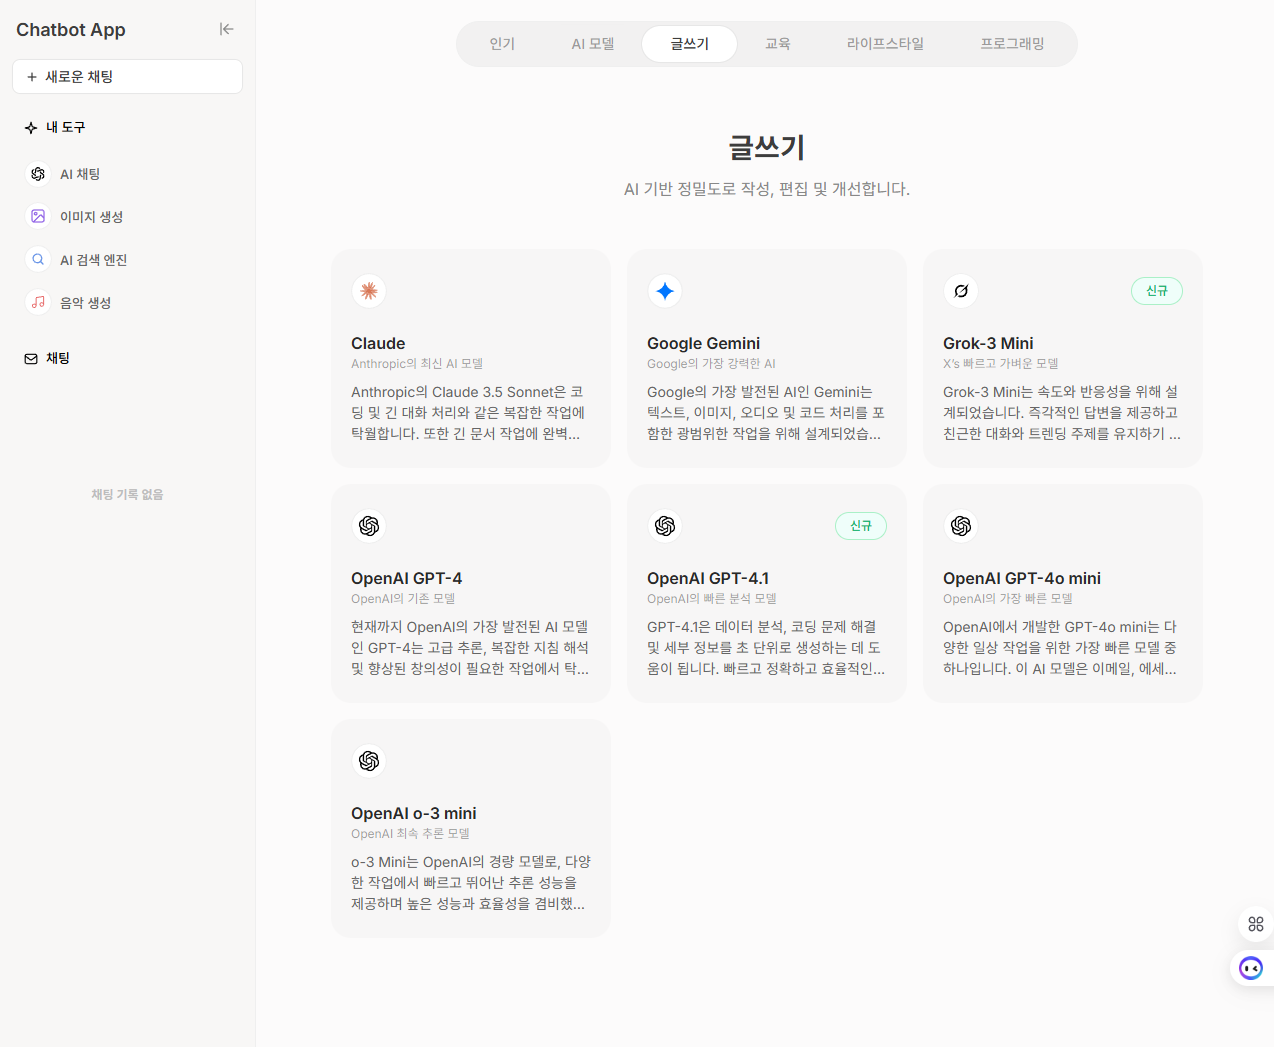 Chatbot App
새로운 채팅
내 도구
AI 채팅
이미지 생성
AI 검색 엔진
음악 생성
채팅
채팅 기록 없음
인기
AI 모델
글쓰기
교육
라이프스타일
프로그래밍
글쓰기
AI 기반 정밀도로 작성, 편집 및 개선합니다.
Claude
Anthropic의 최신 AI 모델
Anthropic의 Claude 3.5 Sonnet은 코
딩 및 긴 대화 처리와 같은 복잡한 작업에
탁월합니다. 또한 긴 문서 작업에 완벽...
Google Gemini
Google의 가장 강력한 AI
Google의 가장 발전된 AI인 Gemini는
텍스트, 이미지, 오디오 및 코드 처리를 포
함한 광범위한 작업을 위해 설계되었습...
신규
Grok-3 Mini
X's 빠르고 가벼운 모델
Grok-3 Mini는 속도와 반응성을 위해 설
계되었습니다. 즉각적인 답변을 제공하고
친근한 대화와 트렌딩 주제를 유지하기 ...
OpenAI GPT-4
OpenAI의 기존 모델
현재까지 OpenAI의 가장 발전된 AI 모델
인 GPT-4는 고급 추론, 복잡한 지침 해석
및 향상된 창의성이 필요한 작업에서 탁...
신규
OpenAI GPT-4.1
OpenAI의 빠른 분석 모델
GPT-4.1은 데이터 분석, 코딩 문제 해결
및 세부 정보를 초 단위로 생성하는 데 도
움이 됩니다. 빠르고 정확하고 효율적인...
OpenAI GPT-4o mini
OpenAI의 가장 빠른 모델
OpenAI에서 개발한 GPT-4o mini는 다
양한 일상 작업을 위한 가장 빠른 모델 중
하나입니다. 이 AI 모델은 이메일, 에세...
OpenAI o-3 mini
OpenAI 최속 추론 모델
o-3 Mini는 OpenAI의 경량 모델로, 다양
한 작업에서 빠르고 뛰어난 추론 성능을
제공하며 높은 성능과 효율성을 겸비했...